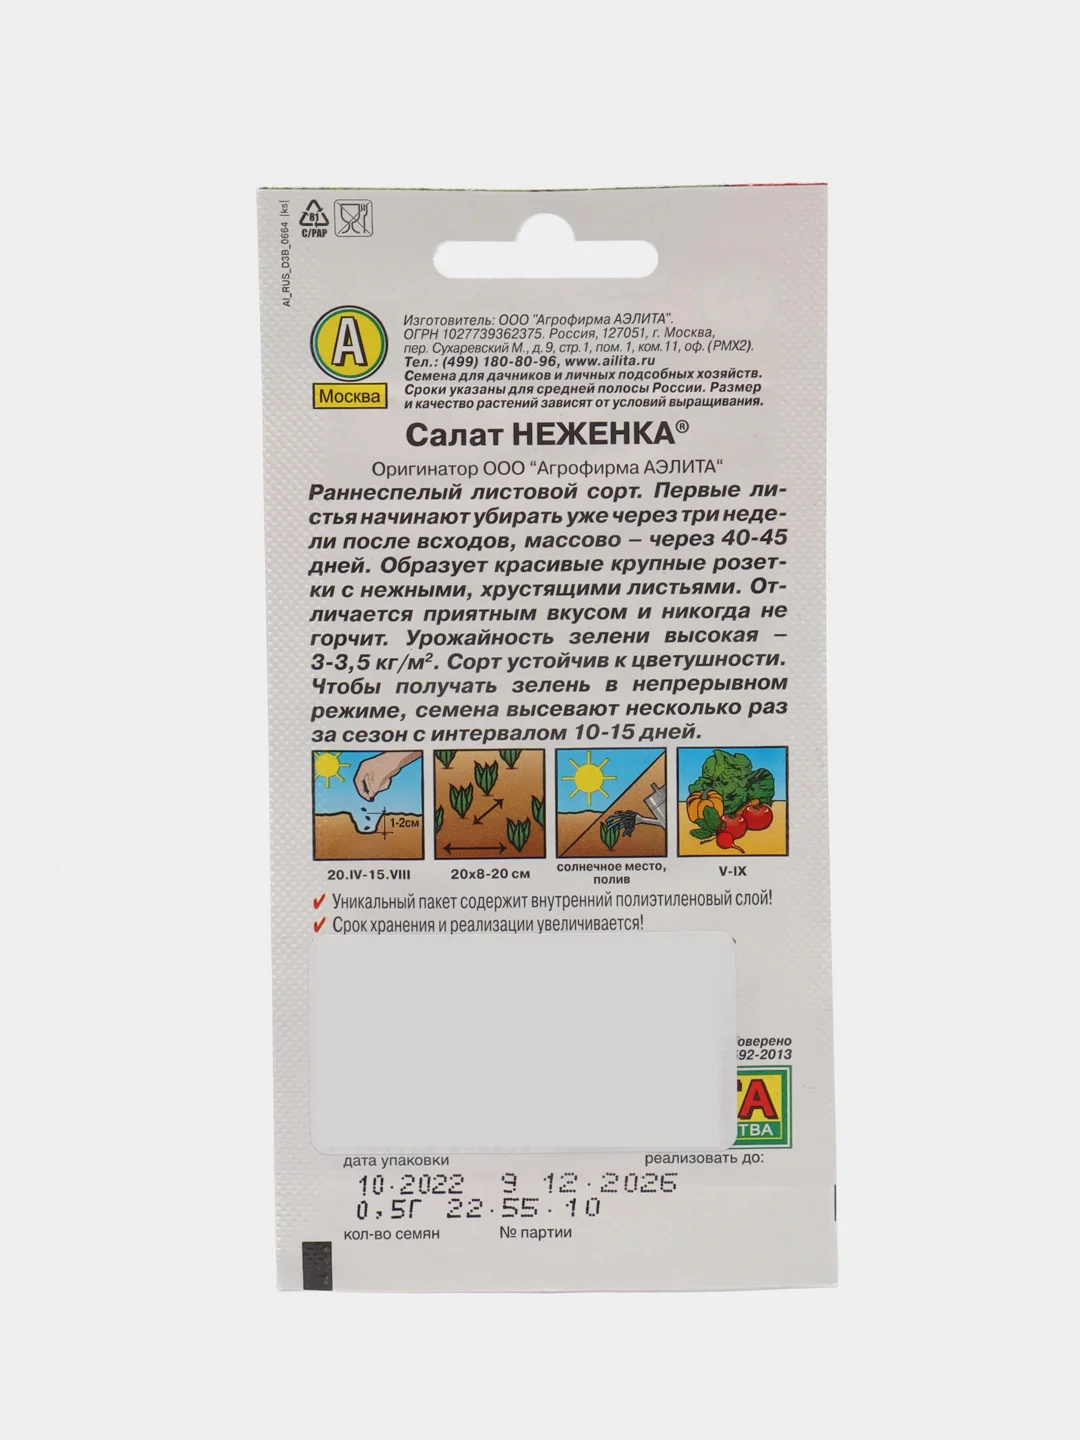 AI_RUS_D3B_0664 [ks]
81
C/PAP
А
Москва
Изготовитель: ООО "Агрофирма АЭЛИТА".
ОГРН 1027739362375. Россия, 127051, г. Москва,
пер. Сухаревский М., д. 9, стр. 1, пом. 1, ком. 11, оф. (РМХ2).
Тел.: (499) 180-80-96, www.ailita.ru
Семена для дачников и личных подсобных хозяйств.
Сроки указаны для средней полосы России. Размер
и качество растений зависят от условий выращивания.
Салат НЕЖЕНКА®
Оригинатор ООО “Агрофирма АЭЛИТА“
Раннеспелый листовой сорт. Первые ли-
стья начинают убирать уже через три неде-
ли после всходов, массово – через 40-45
дней. Образует красивые крупные розет-
ки с нежными, хрустящими листьями. От-
личается приятным вкусом и никогда не
горчит. Урожайность зелени высокая –
3-3,5 кг/м². Сорт устойчив к цветушности.
Чтобы получать зелень в непрерывном
режиме, семена высевают несколько раз
за сезон с интервалом 10-15 дней.
1-2см
20.IV-15.VIII
20х8-20 см
солнечное место,
полив
V-IX
Уникальный пакет содержит внутренний полиэтиленовый слой!
Срок хранения и реализации увеличивается!
оверено
592-2013
ТА
ТВА
дата упаковки
реализовать до:
10.2022 9 12.2026
0,5Г 22.55.10
кол-во семян
№ партии